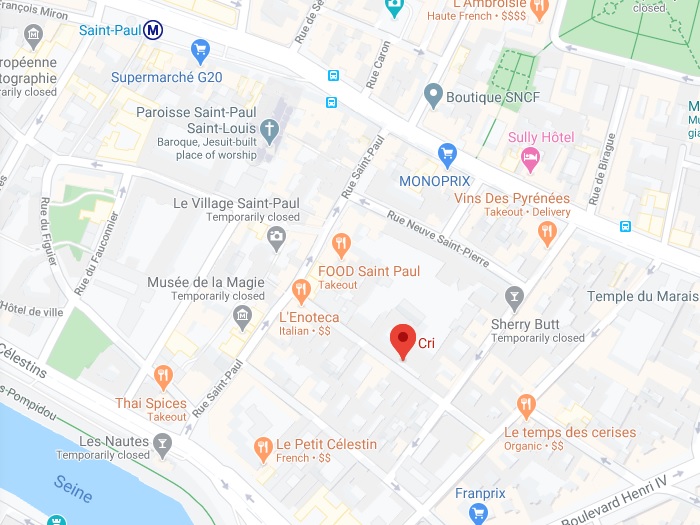 François Miron
Saint-Paul
M
Supermarché G20
Rue de Se
Rue Caron
L'Ambroisie
Haute French • $$$$
closed
ropéenne
otographie
rarily closed
Boutique SNCF
Paroisse Saint-Paul
Saint-Louis
Baroque, Jesuit-built
place of worship
Rue Saint-Paul
MONOPRIX
Sully Hôtel
Rue de Birague
M
Mu
gia
Le Village Saint-Paul
Temporarily closed
Vins Des Pyrénées
Takeout • Delivery
Rue Neuve Saint-Pierre
Rue du Figuier
Rue du Fauconnier
FOOD Saint Paul
Takeout
Musée de la Magie
Temporarily closed
L'Enoteca
Italian • $$
Temple du Marais
Sherry Butt
Temporarily closed
Hôtel de ville
Cri
Célestins
s-Pompidou
Rue Saint-Paul
Thai Spices
Takeout
Les Nautes
Temporarily closed
Le Petit Célestin
French • $$
Le temps des cerises
Organic • $$
Seine
Franprix
Boulevard Henri IV